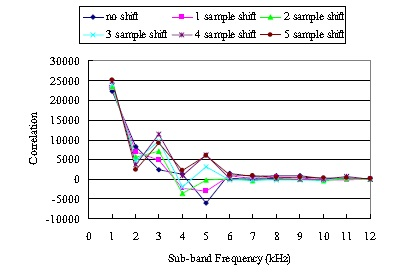 no shift 1 sample shift 2 sample shift
3 sample shift 4 sample shift 5 sample shift
30000
25000
20000
15000
10000
5000
0
-5000
-10000
Correlation
0 1 2 3 4 5 6 7 8 9 10 11 12
Sub-band Frequency (kHz)